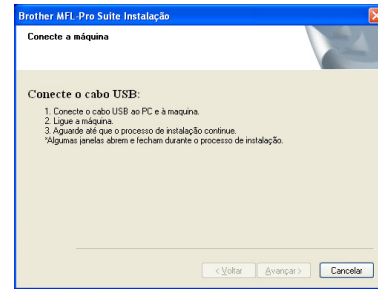 Brother MFL-Pro Suite Instalação
Conecte a máquina
Conecte o cabo USB:
1. Conecte o cabo USB ao PC e à maquina.
2. Ligue a máquina.
3. Aguarde até que o processo de instalação continue.
*Algumas janelas abrem e fecham durante o processo de instalação.
< Voltar Avançar > Cancelar